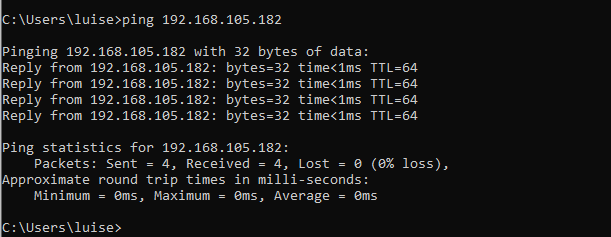 C:\Users\luise>ping 192.168.105.182
Pinging 192.168.105.182 with 32 bytes of data:
Reply from 192.168.105.182: bytes=32 time<1ms TTL=64
Reply from 192.168.105.182: bytes=32 time<1ms TTL=64
Reply from 192.168.105.182: bytes=32 time<1ms TTL=64
Reply from 192.168.105.182: bytes=32 time<1ms TTL=64
Ping statistics for 192.168.105.182:
    Packets: Sent = 4, Received = 4, Lost = 0 (0% loss),
Approximate round trip times in milli-seconds:
    Minimum = 0ms, Maximum = 0ms, Average = 0ms
C:\Users\luise>